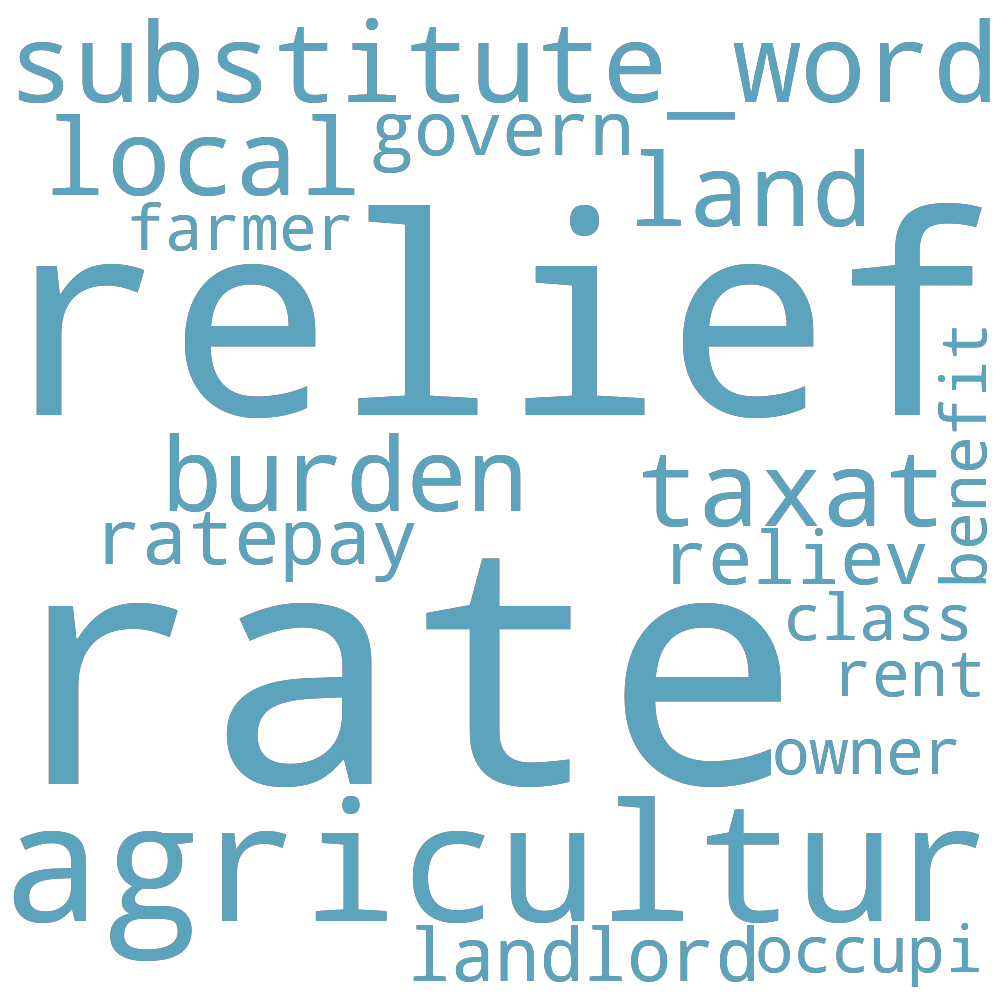 substitute_word
local
govern
land
farmer
relief
benefit
burden
taxat
ratepay
reliev
rate
class
rent
owner
agricultur
landlord
occupi